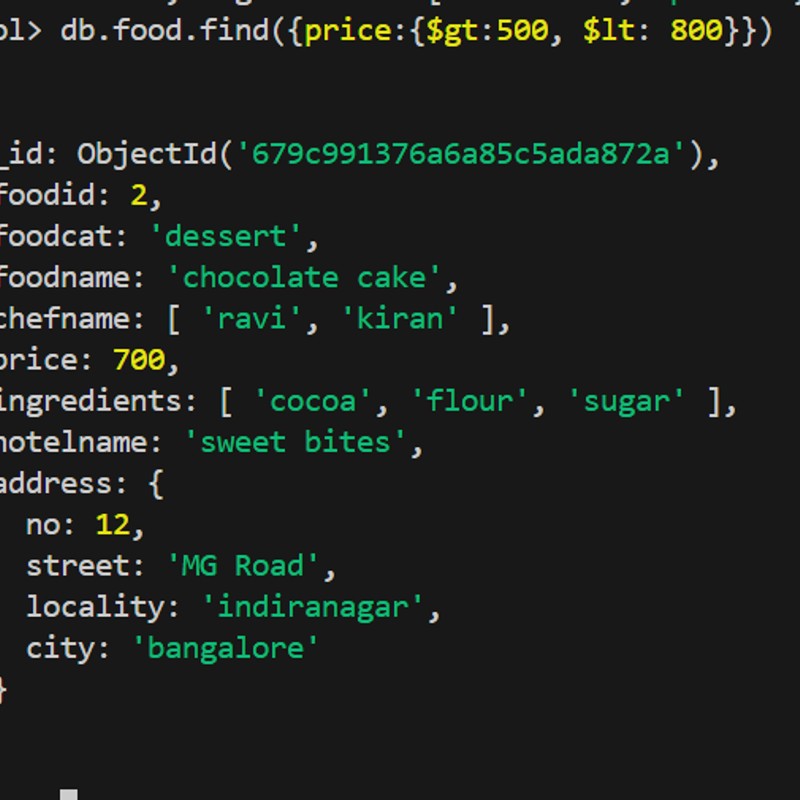 ol> db.food.find({price:{$gt:500, $lt: 800}})
_id: ObjectId('679c991376a6a85c5ada872a'),
foodid: 2,
foodcat: 'dessert',
foodname: 'chocolate cake',
chefname: [ 'ravi', 'kiran' ],
price: 700,
ingredients: [ 'cocoa', 'flour', 'sugar' ],
hotelname: 'sweet bites',
address: {
no: 12,
street: 'MG Road',
locality: 'indiranagar',
city: 'bangalore'
}